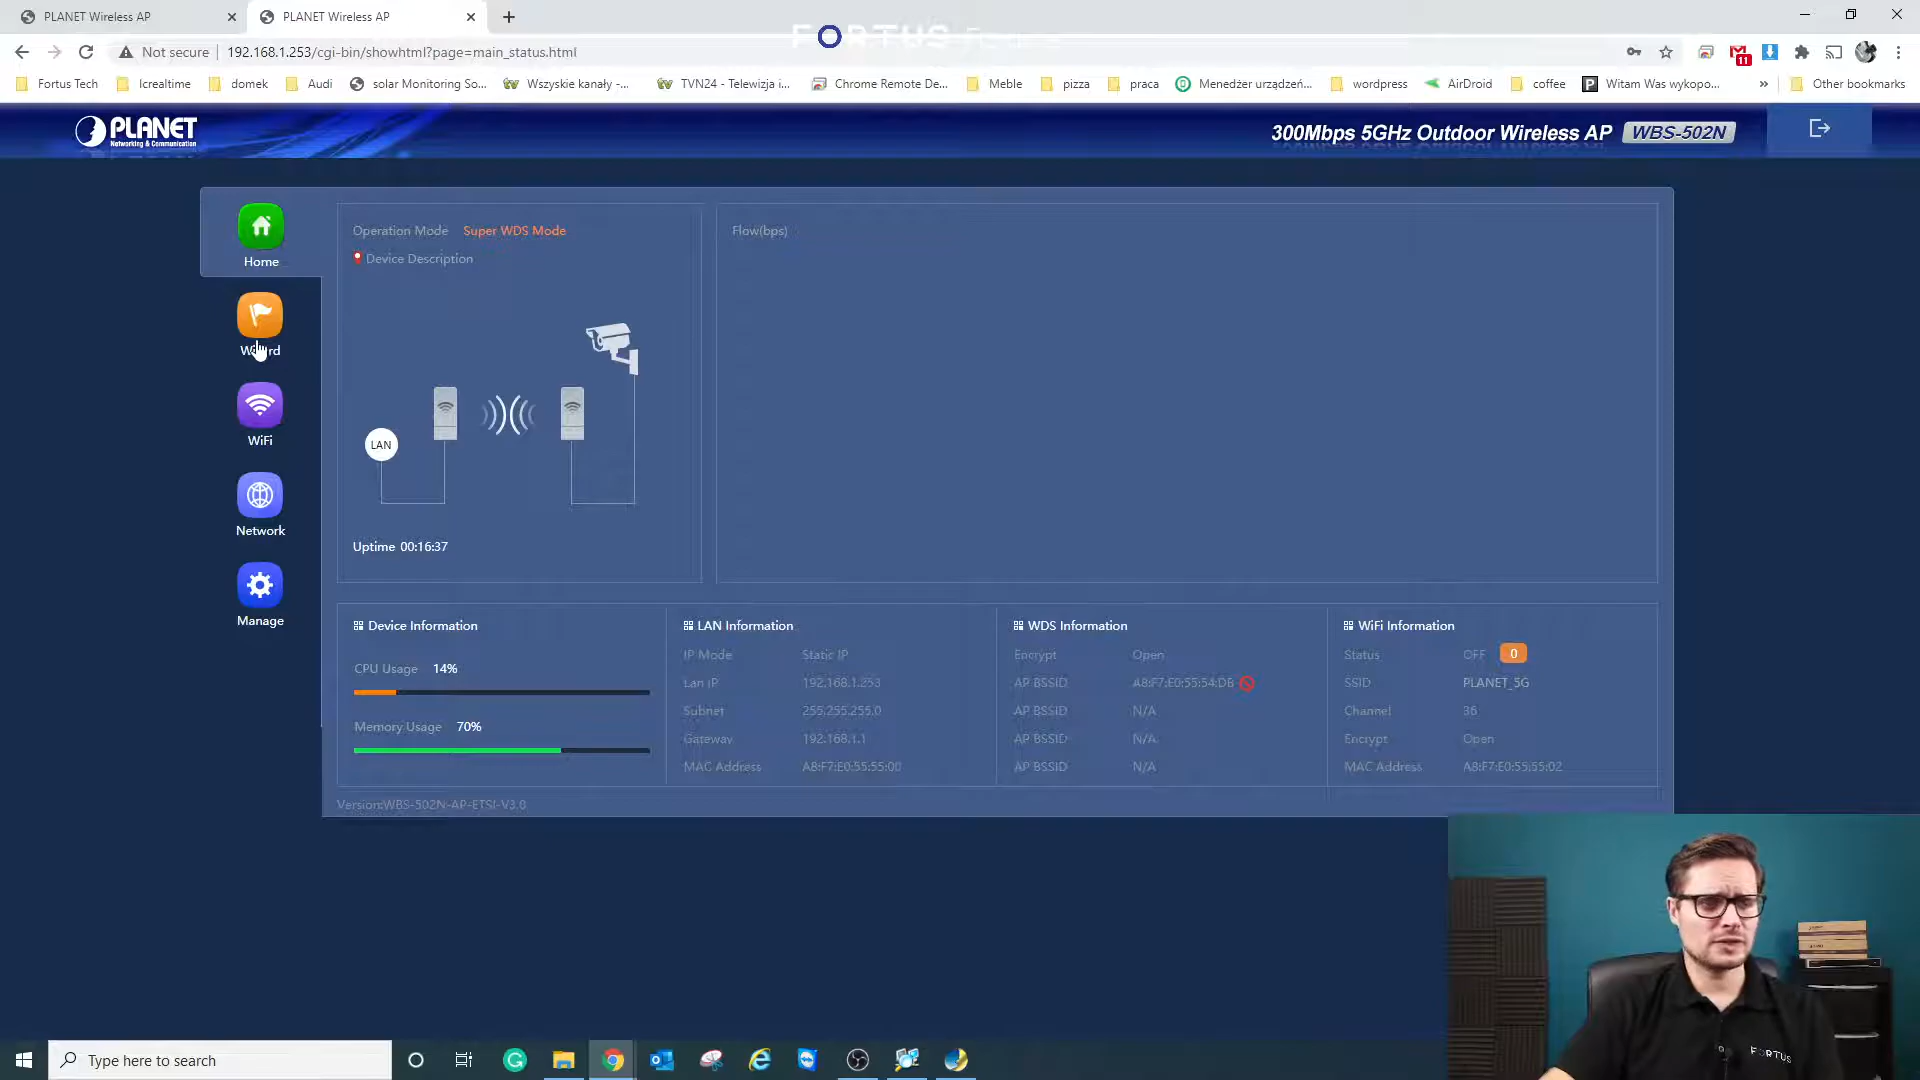 PLANET Wireless AP
PLANET Wireless AP
Not secure
192.168.1.253/cgi-bin/showhtml?page=main_status.html
FORTUS
11
Fortus Tech
Icrealtime
domek
Audi
solar Monitoring So...
Wszyskie kanały -...
TVN24 - Telewizja i...
Chrome Remote De...
Meble
pizza
praca
Menedżer urządzeń...
wordpress
AirDroid
coffee
Witam Was wykopo...
»
Other bookmarks
PLANET
Networking & Communication
300Mbps 5GHz Outdoor Wireless AP
WBS-502N
Home
WiFi
Network
Manage
Operation Mode Super WDS Mode
Device Description
LAN
Uptime 00:16:37
Flow(bps)
Device Information
CPU Usage 14%
Memory Usage 70%
LAN Information
IP Mode Static IP
Lan IP 192.168.1.253
Subnet 255.255.255.0
Gateway 192.168.1.1
MAC Address A8:F7:E0:55:55:00
WDS Information
Encrypt Open
AP BSSID A8:F7:E0:55:54:DB
AP BSSID N/A
AP BSSID N/A
AP BSSID N/A
WiFi Information
Status OFF 0
SSID PLANET_5G
Channel 36
Encrypt Open
MAC Address A8:F7:E0:55:55:02
Version:WBS-502N-AP-ETSI-V3.0
FORTUS
Type here to search